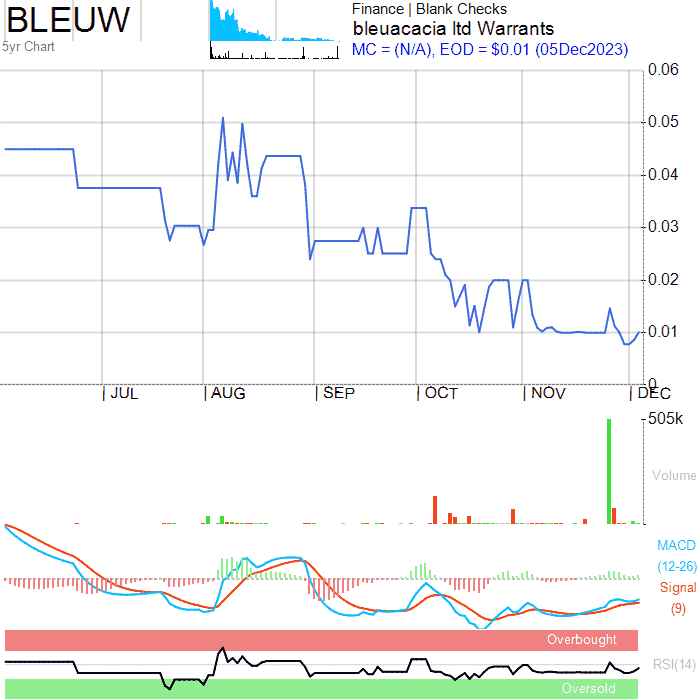 BLEUW
5yr Chart
Finance | Blank Checks
bleuacacia ltd Warrants
MC = (N/A), EOD = $0.01 (05Dec2023)
0.06
0.05
0.04
0.03
0.02
0.01
0
| JUL | AUG | SEP | OCT | NOV | DEC
505k
Volume
MACD
(12-26)
Signal
(9)
Overbought
RSI(14)
Oversold